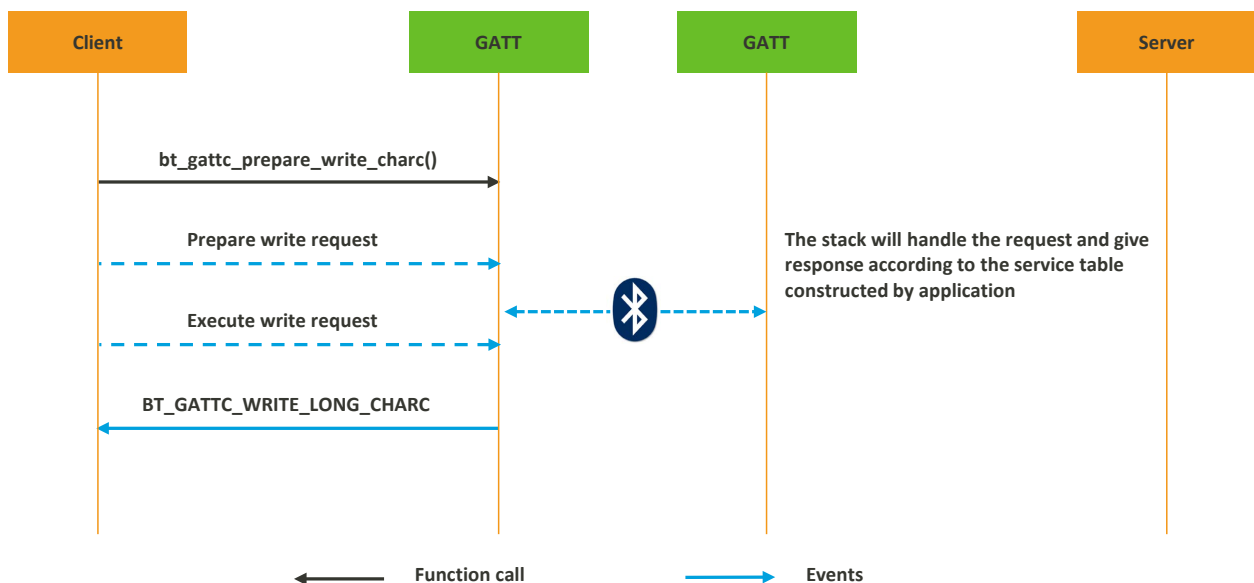 Client
GATT
GATT
Server
bt_gattc_prepare_write_charc()
Prepare write request
The stack will handle the request and give
response according to the service table
constructed by application
Execute write request
BT_GATTC_WRITE_LONG_CHARC
Function call
Events